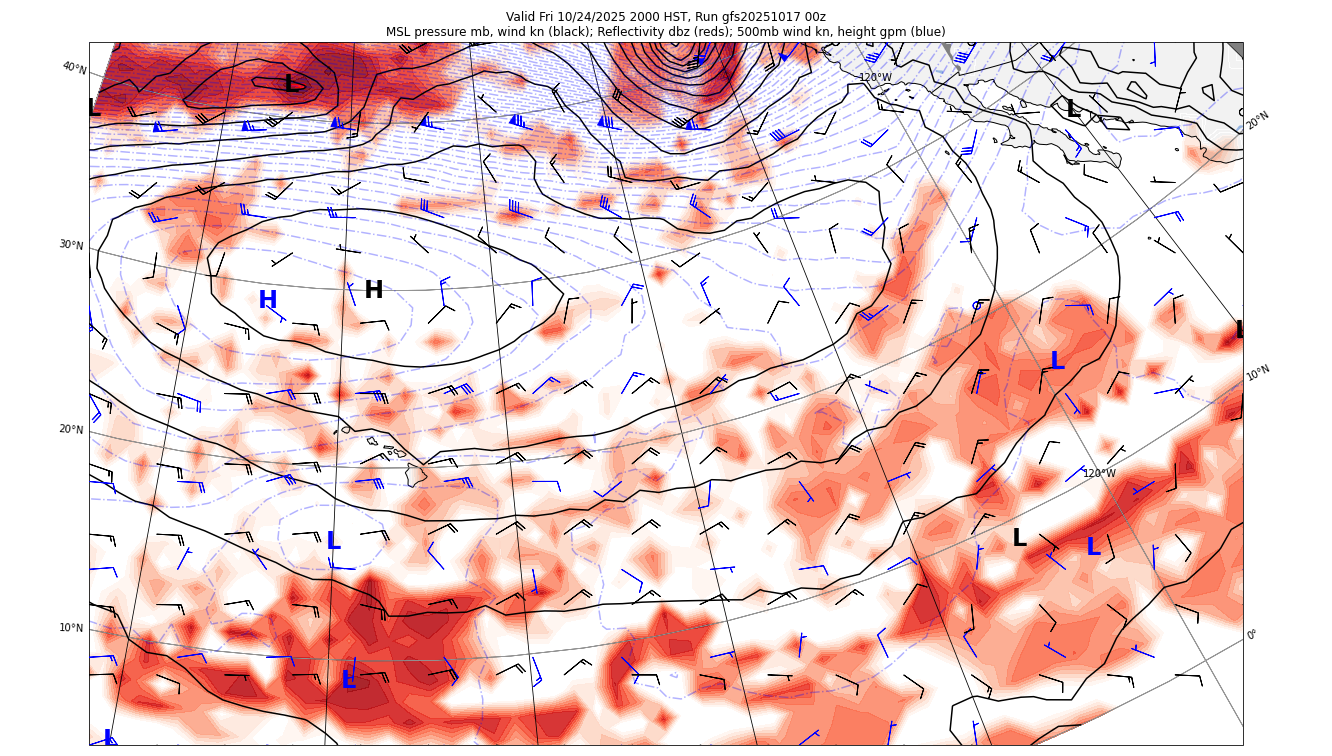 Valid Fri 10/24/2025 2000 HST, Run gfs20251017 00z
MSL pressure mb, wind kn (black); Reflectivity dbz (reds); 500mb wind kn, height gpm (blue)
40°N
120°W
L
L
L
20°N
30°N
H
H
L
L
10°N
20°N
120°W
L
L
L
10°N
0°
L
L